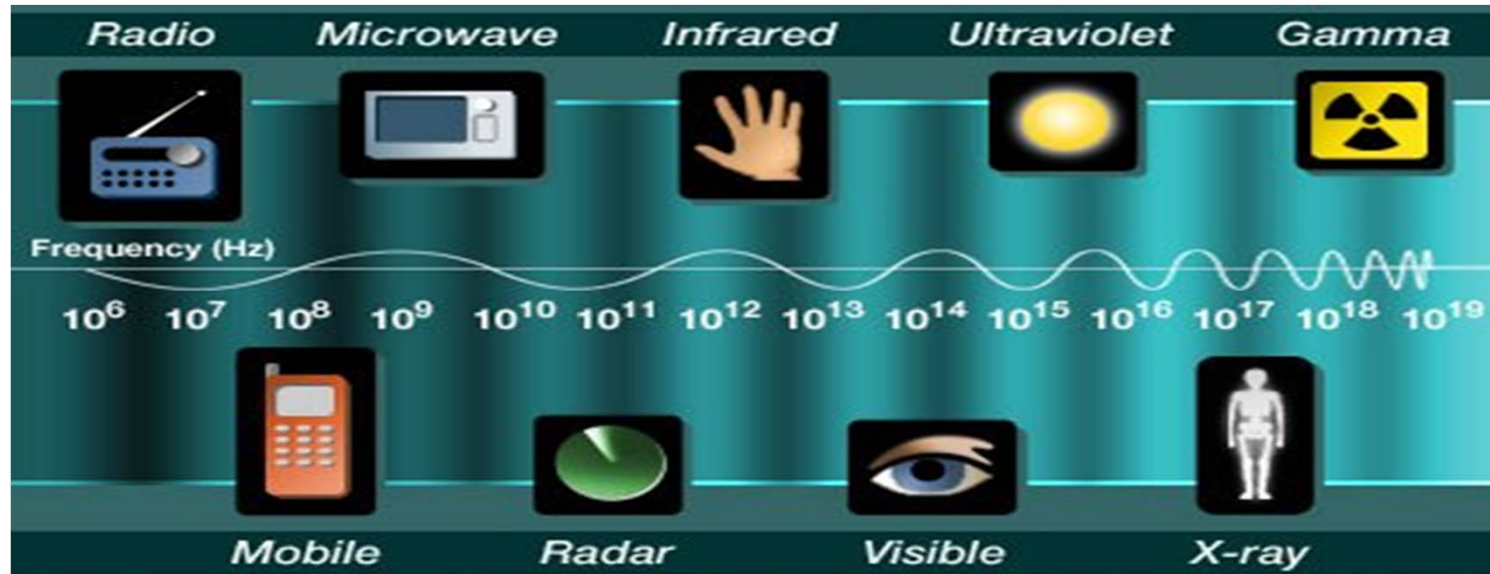 Radio Microwave Infrared Ultraviolet Gamma
Frequency (Hz)
10⁶ 10⁷ 10⁸ 10⁹ 10¹⁰ 10¹¹ 10¹² 10¹³ 10¹⁴ 10¹⁵ 10¹⁶ 10¹⁷ 10¹⁸ 10¹⁹
Mobile Radar Visible X-ray